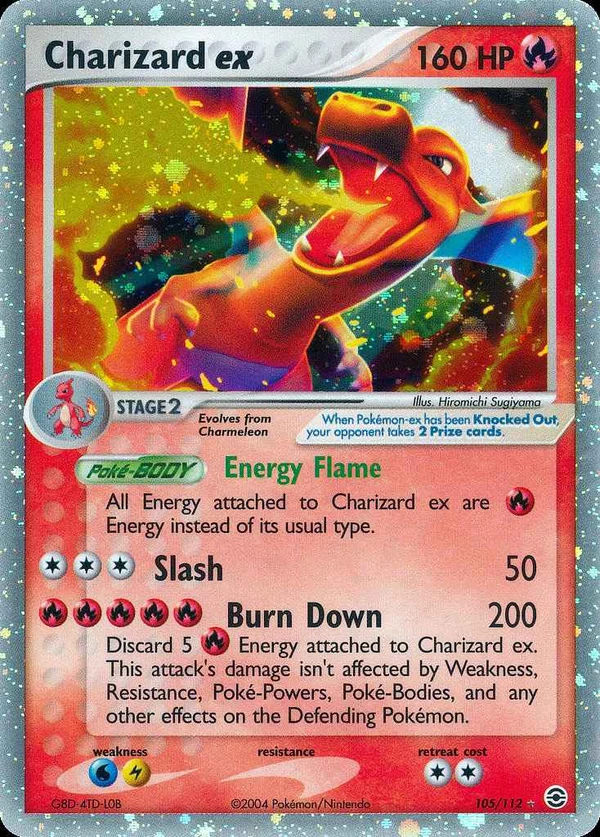 Charizard ex 160 HP
Illus. Hiromichi Sugiyama
STAGE 2
Evolves from
Charmeleon
When Pokémon-ex has been Knocked Out,
your opponent takes 2 Prize cards.
Poké-BODY Energy Flame
All Energy attached to Charizard ex are
Energy instead of its usual type.
Slash 50
Burn Down 200
Discard 5 Energy attached to Charizard ex.
This attack's damage isn't affected by Weakness,
Resistance, Poké-Powers, Poké-Bodies, and any
other effects on the Defending Pokémon.
weakness resistance retreat cost
G8D-4TD-L0B ©2004 Pokémon/Nintendo 105/112